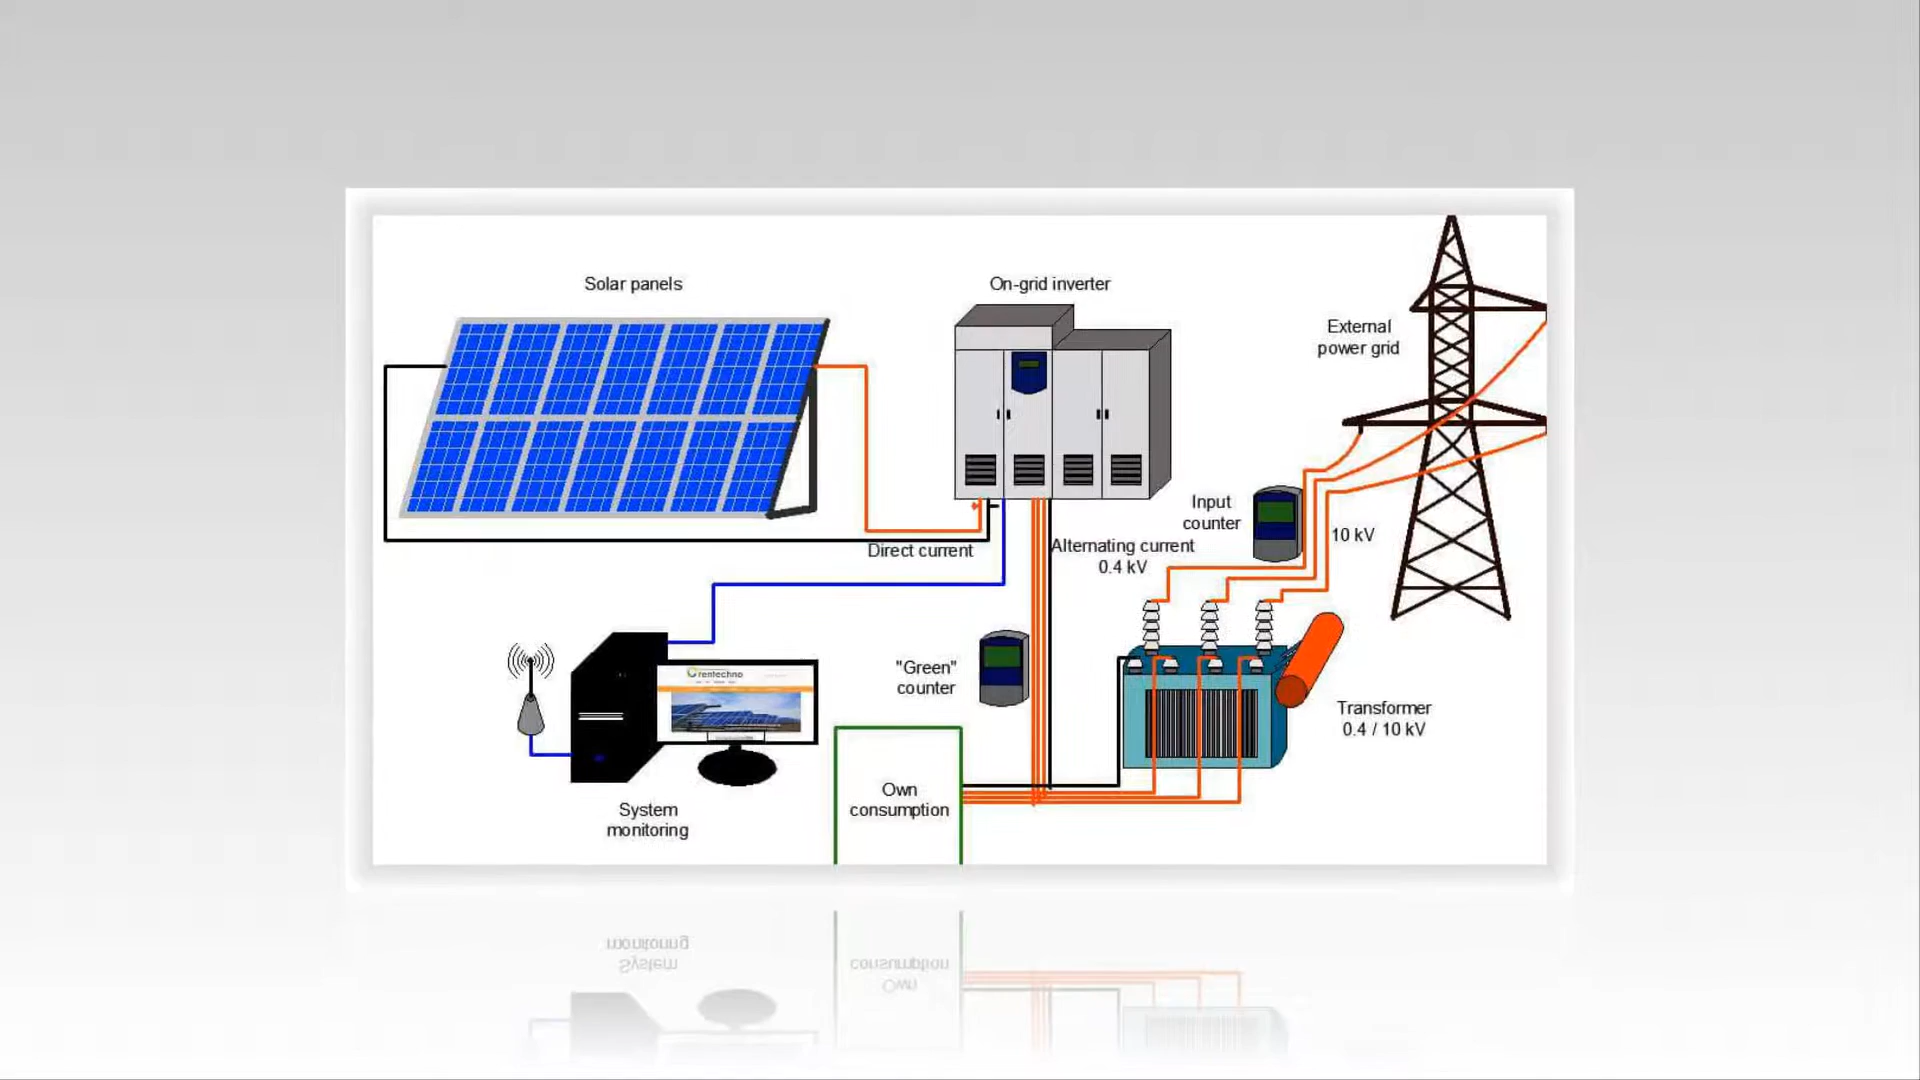 Solar panels
On-grid inverter
External
power grid
Input
counter
10 kV
Direct current
Alternating current
0.4 kV
"Green"
counter
rentechno
Transformer
0.4 / 10 kV
Own
consumption
System
monitoring